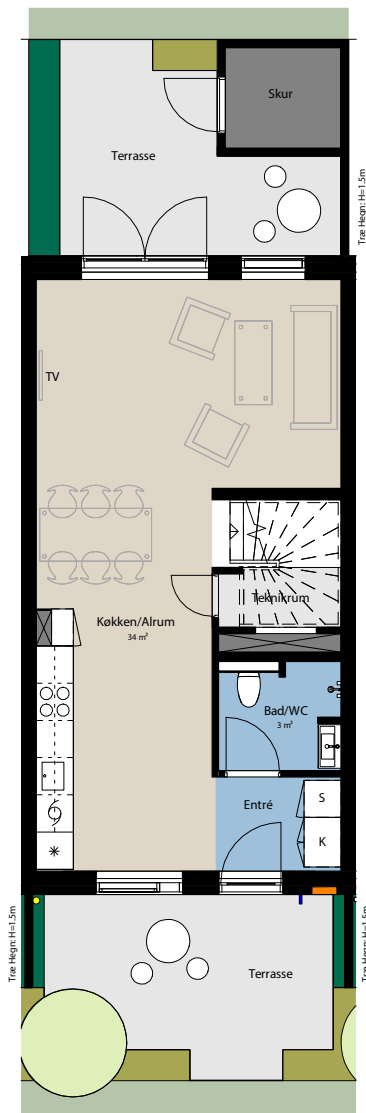 Skur
Terrasse
Træ Hegn: H=1,5m
TV
Teknikrum
Køkken/Alrum
34 m²
Bad/WC
3 m²
S
Entré
K
Træ Hegn: H=1,5m
Træ Hegn: H=1,5m
Terrasse